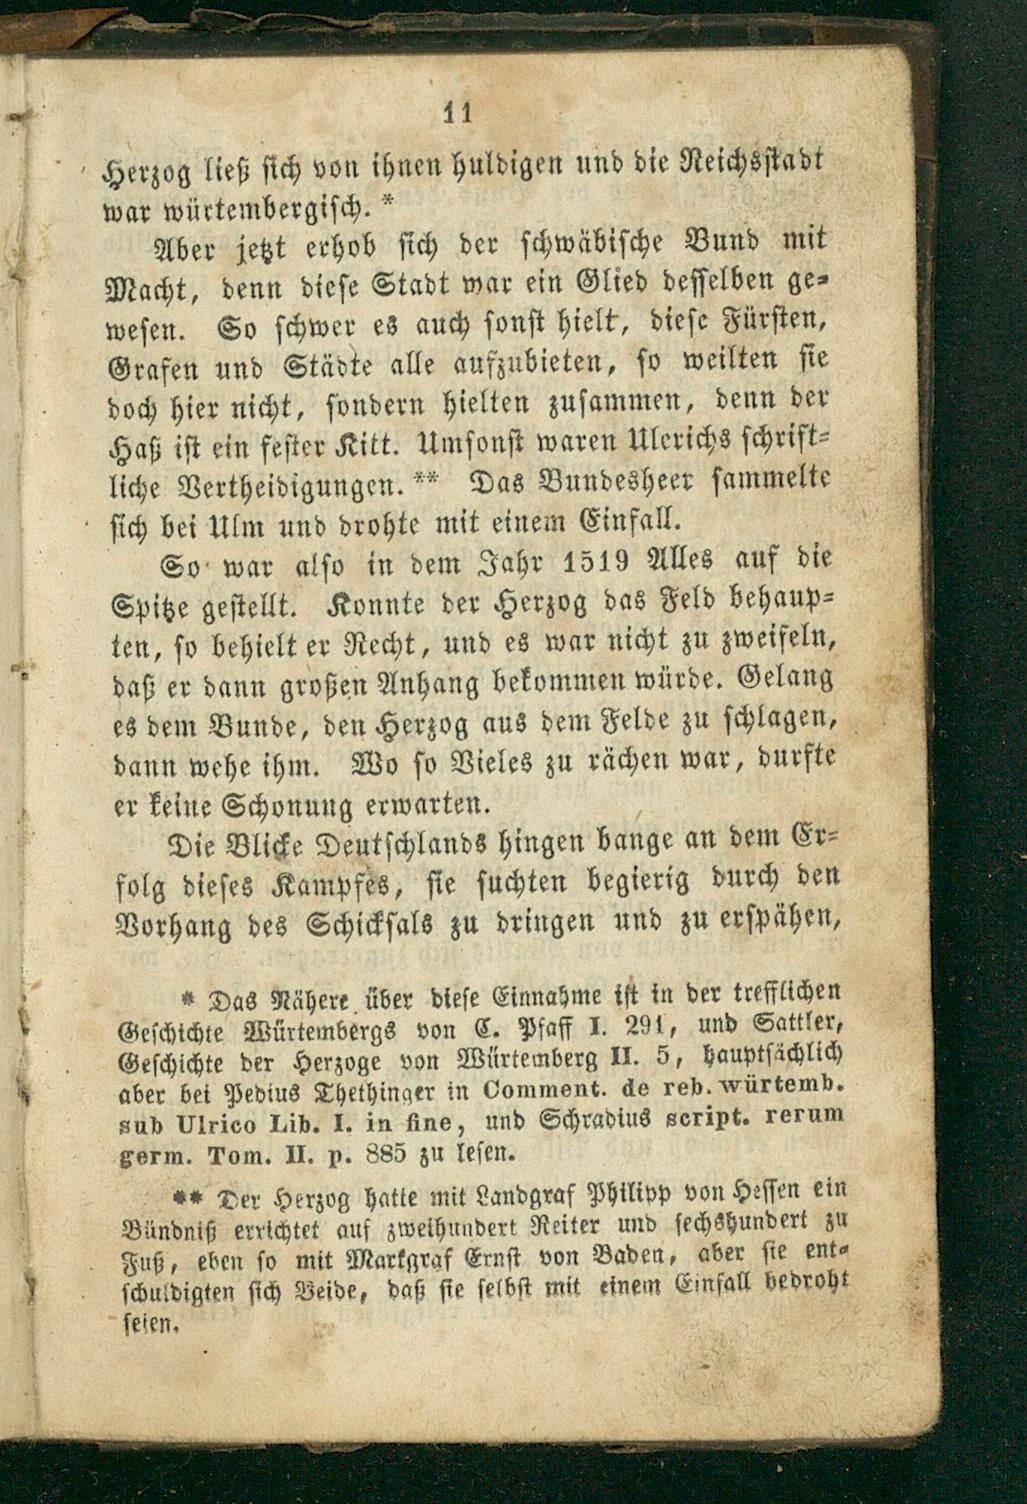 11
Herzog ließ sich von ihnen huldigen und die Reichsstadt
war würtembergisch. *
Aber jetzt erhob sich der schwäbische Bund mit
Macht, denn diese Stadt war ein Glied desselben ge-
wesen. So schwer es auch sonst hielt, diese Fürsten,
Grafen und Städte alle aufzubieten, so weilten sie
doch hier nicht, sondern hielten zusammen, denn der
Haß ist ein fester Kitt. Umsonst waren Ulerichs schrift-
liche Vertheidigungen. ** Das Bundesheer sammelte
sich bei Ulm und drohte mit einem Einfall.
So war also in dem Jahr 1519 Alles auf die
Spitze gestellt. Konnte der Herzog das Feld behaup-
ten, so behielt er Recht, und es war nicht zu zweifeln,
daß er dann großen Anhang bekommen würde. Gelang
es dem Bunde, den Herzog aus dem Felde zu schlagen,
dann wehe ihm. Wo so Vieles zu rächen war, durfte
er keine Schonung erwarten.
Die Blicke Deutschlands hingen bange an dem Er-
folg dieses Kampfes, sie suchten begierig durch den
Vorhang des Schicksals zu dringen und zu erspähen,
* Das Nähere über diese Einnahme ist in der trefflichen
Geschichte Würtembergs von C. Pfaff I. 291, und Sattler,
Geschichte der Herzoge von Würtemberg II. 5, hauptsächlich
aber bei Pedius Thethinger in Comment. de reb. würtemb.
sub Ulrico Lib. I. in fine, und Schradius script. rerum
germ. Tom. II. p. 885 zu lesen.
** Der Herzog hatte mit Landgraf Philipp von Hessen ein
Bündniß errichtet auf zweihundert Reiter und sechshundert zu
Fuß, eben so mit Markgraf Ernst von Baden, aber sie ent-
schuldigten sich Beide, daß sie selbst mit einem Einfall bedroht
seien.